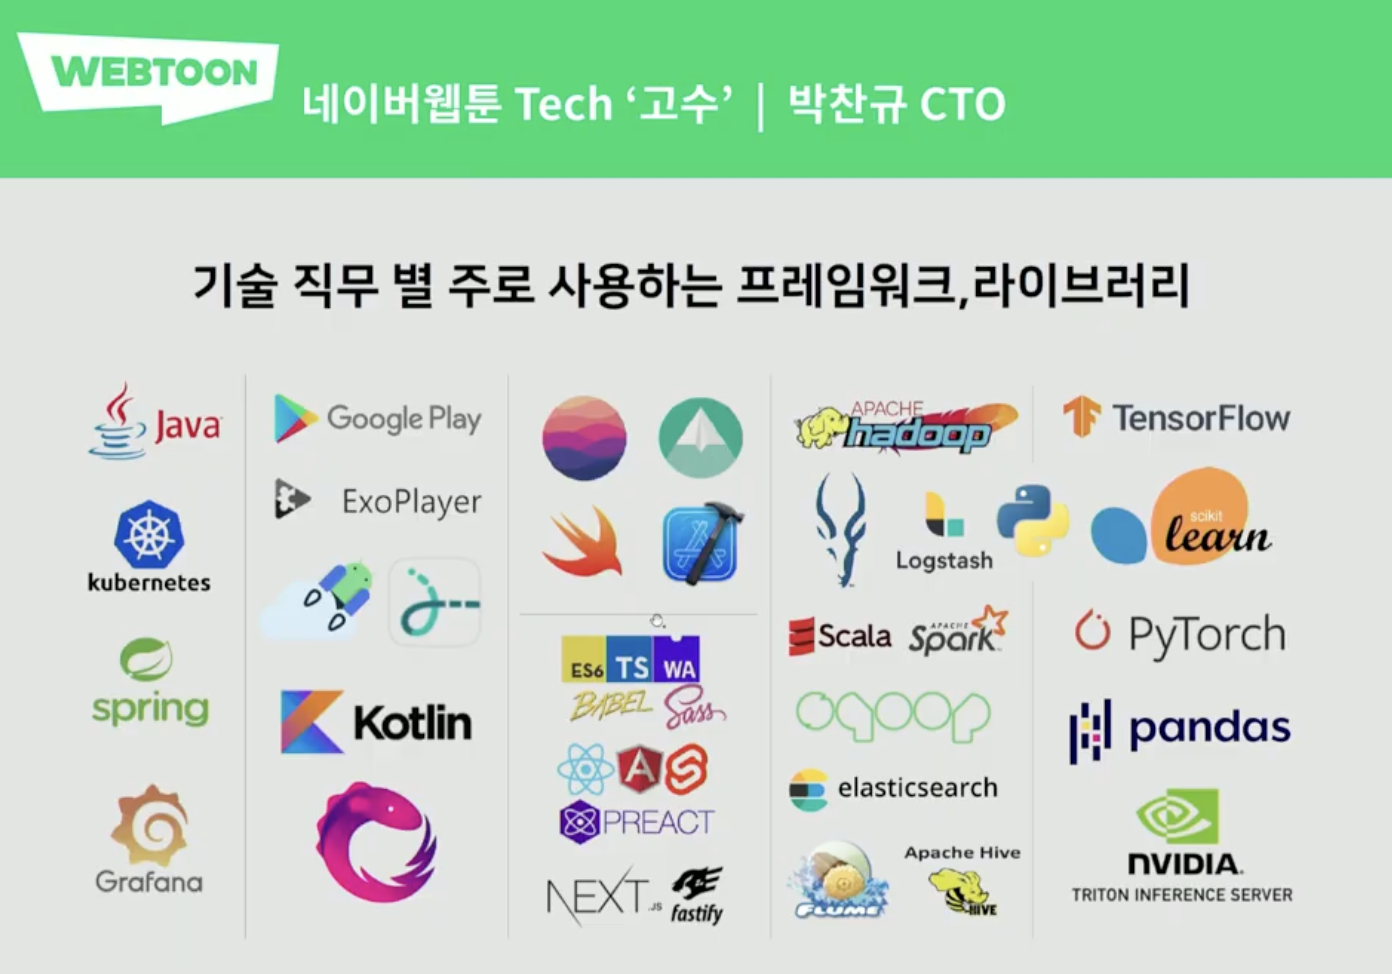 WEBTOON
네이버웹툰 Tech ‘고수’ | 박찬규 CTO
기술 직무 별 주로 사용하는 프레임워크,라이브러리
Java
kubernetes
spring
Grafana
Google Play
ExoPlayer
Kotlin
ES6 TS WA
BABEL Sass
PREACT
NEXT.JS fastify
APACHE hadoop
Logstash
Scala APACHE Spark
sqoop
elasticsearch
FLUME
Apache Hive
HIVE
TensorFlow
scikit learn
PyTorch
pandas
NVIDIA.
TRITON INFERENCE SERVER